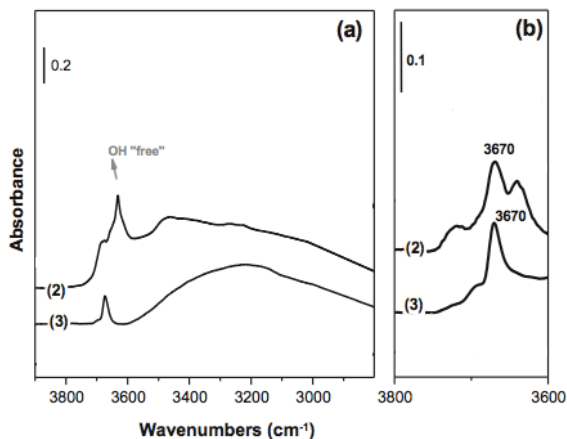 (a)
(b)
0.2
0.1
OH "free"
3670
3670
(2)
(2)
(3)
(3)
Absorbance
3800 3600 3400 3200 3000
3800 3600
Wavenumbers (cm⁻¹)